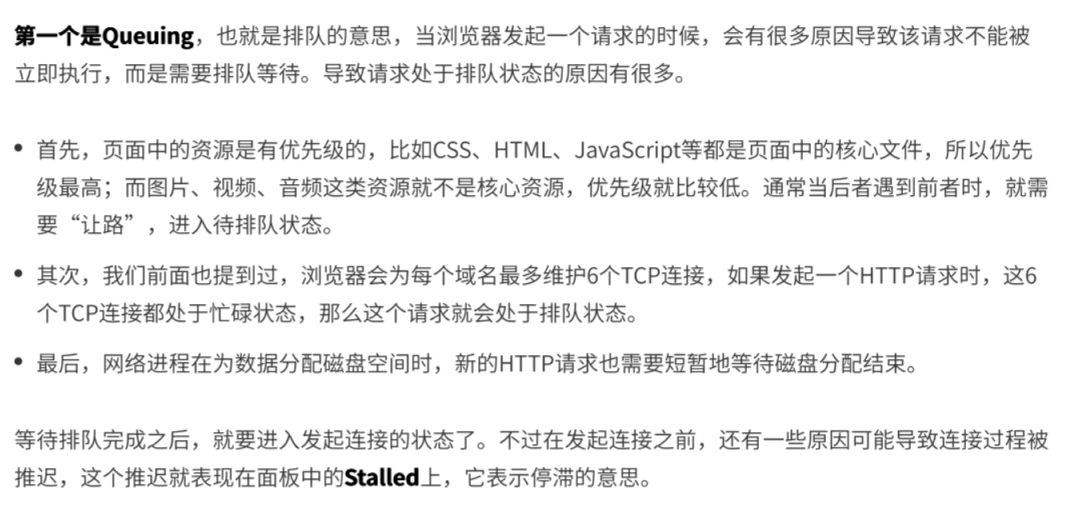 第一个是Queuing，也就是排队的意思，当浏览器发起一个请求的时候，会有很多原因导致该请求不能被
立即执行，而是需要排队等待。导致请求处于排队状态的原因有很多。
首先，页面中的资源是有优先级的，比如CSS、HTML、JavaScript等都是页面中的核心文件，所以优先
级最高；而图片、视频、音频这类资源就不是核心资源，优先级就比较低。通常当后者遇到前者时，就需
要“让路”，进入待排队状态。
其次，我们前面也提到过，浏览器会为每个域名最多维护6个TCP连接，如果发起一个HTTP请求时，这6
个TCP连接都处于忙碌状态，那么这个请求就会处于排队状态。
最后，网络进程在为数据分配磁盘空间时，新的HTTP请求也需要短暂地等待磁盘分配结束。
等待排队完成之后，就要进入发起连接的状态了。不过在发起连接之前，还有一些原因可能导致连接过程被
推迟，这个推迟就表现在面板中的Stalled上，它表示停滞的意思。